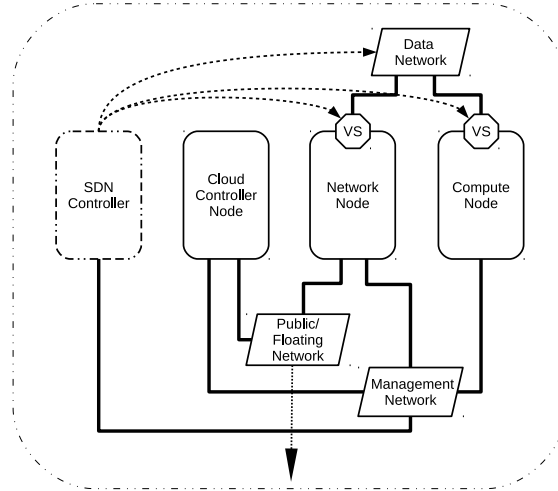 Data
Network
VS
VS
SDN
Controller
Cloud
Controller
Node
Network
Node
Compute
Node
Public/
Floating
Network
Management
Network